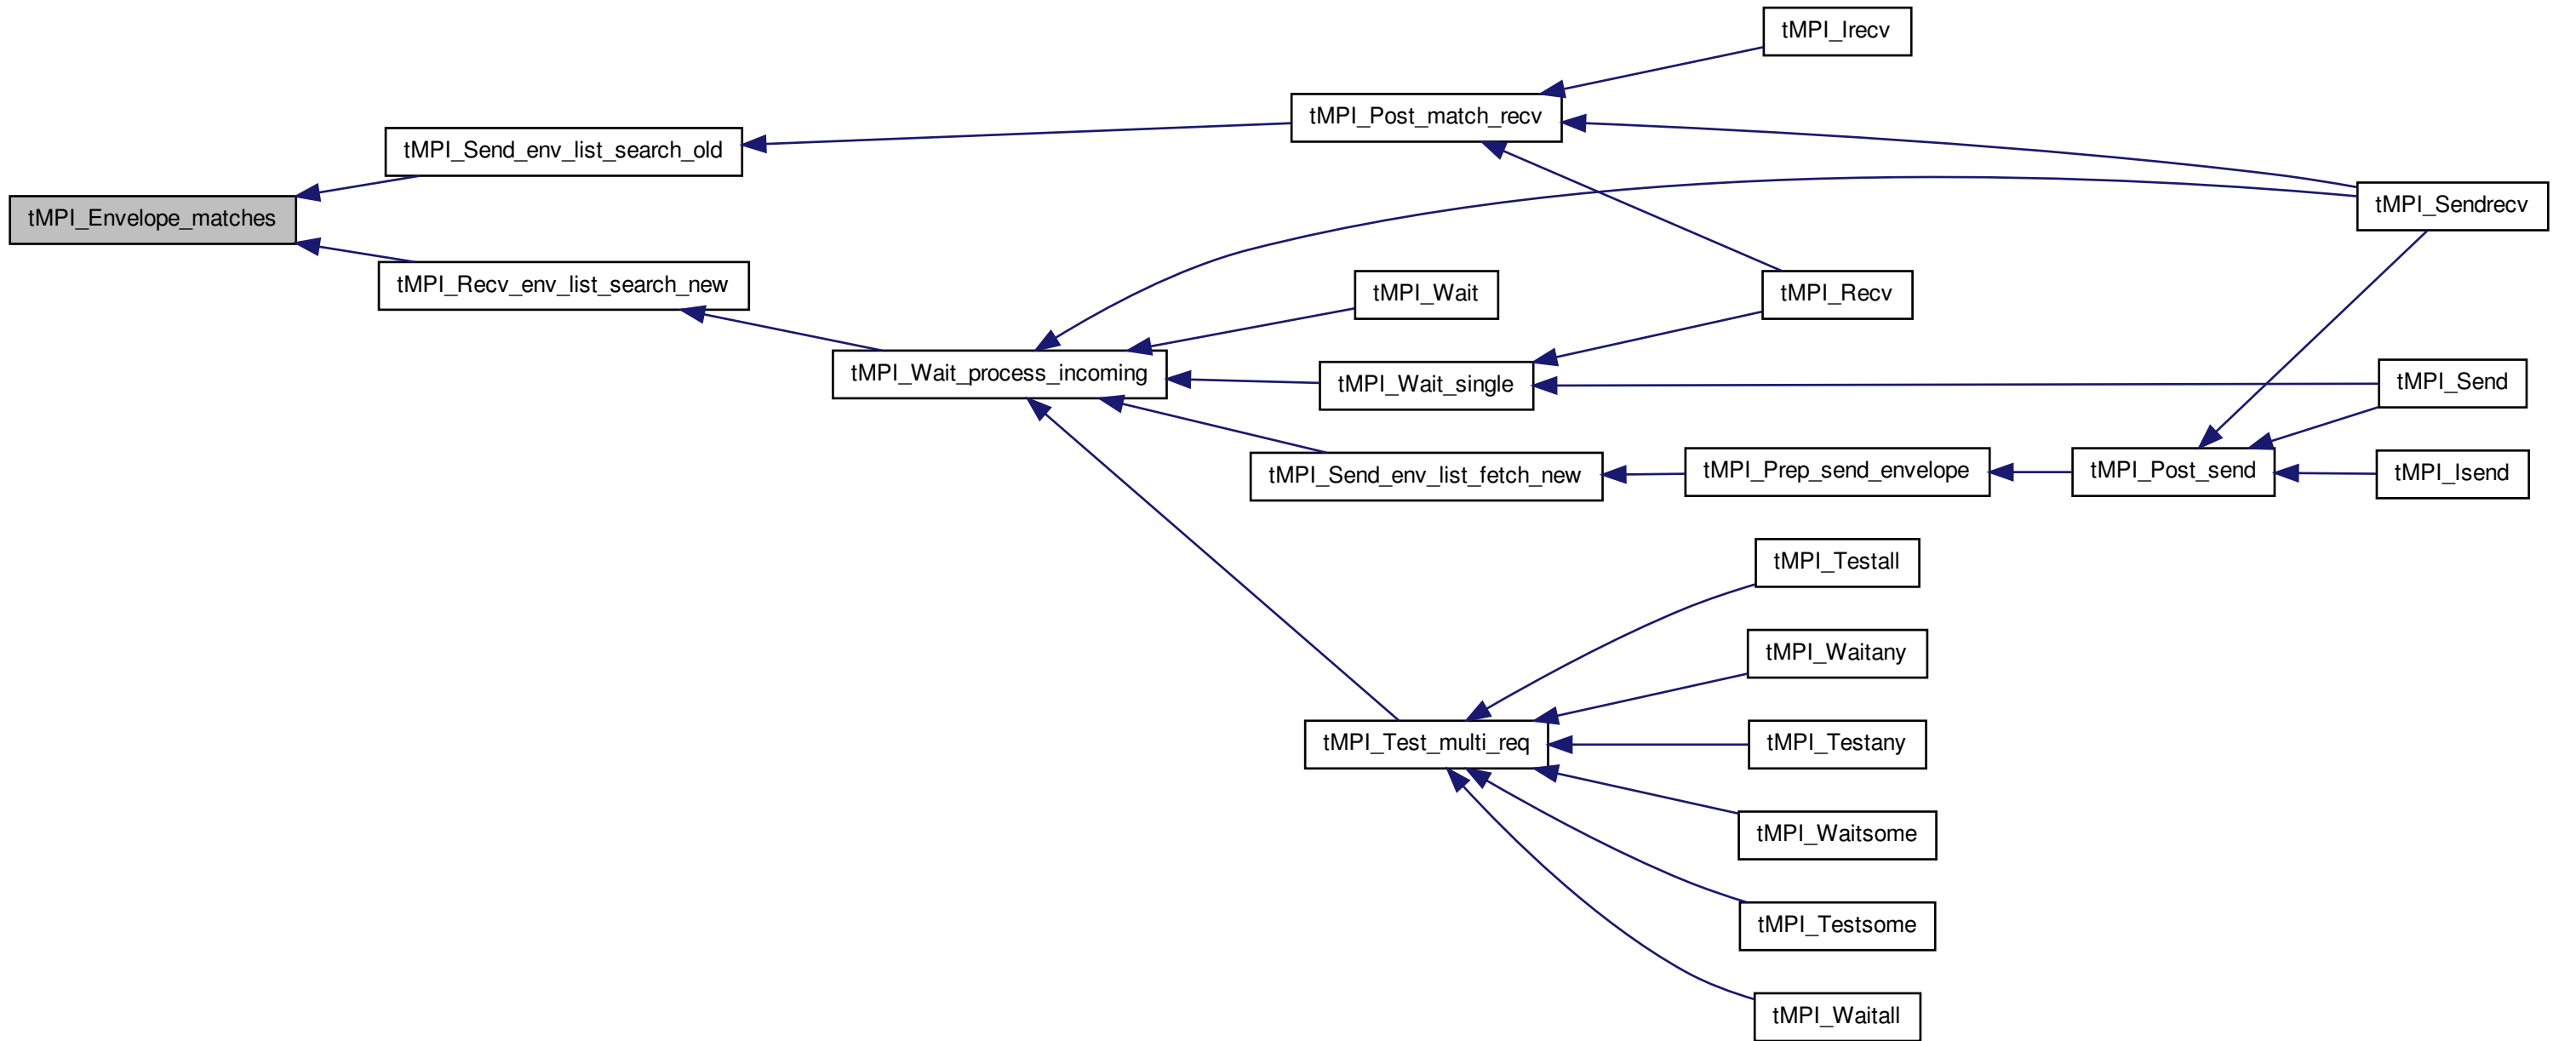 tMPI_Irecv
tMPI_Post_match_recv
tMPI_Send_env_list_search_old
tMPI_Envelope_matches
tMPI_Sendrecv
tMPI_Recv_env_list_search_new
tMPI_Wait
tMPI_Recv
tMPI_Wait_process_incoming
tMPI_Wait_single
tMPI_Send
tMPI_Send_env_list_fetch_new
tMPI_Prep_send_envelope
tMPI_Post_send
tMPI_Isend
tMPI_Testall
tMPI_Waitany
tMPI_Test_multi_req
tMPI_Testany
tMPI_Waitsome
tMPI_Testsome
tMPI_Waitall